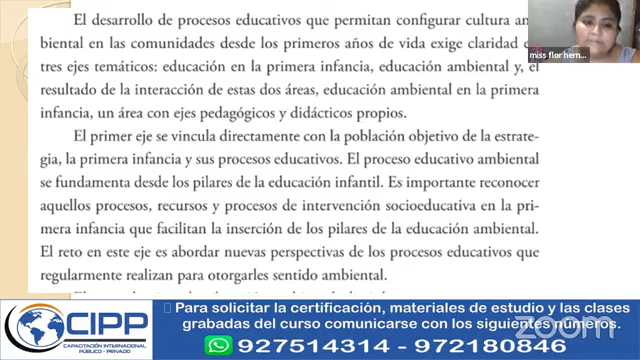 El desarrollo de procesos educativos que permitan configurar cultura am-
biental en las comunidades desde los primeros años de vida exige claridad
tres ejes temáticos: educación en la primera infancia, educación ambiental y, el
resultado de la interacción de estas dos áreas, educación ambiental en la primera
infancia, un área con ejes pedagógicos y didácticos propios.
El primer eje se vincula directamente con la población objetivo de la estrate-
gia, la primera infancia y sus procesos educativos. El proceso educativo ambiental
se fundamenta desde los pilares de la educación infantil. Es importante reconocer
aquellos procesos, recursos y procesos de intervención socioeducativa en la pri-
mera infancia que facilitan la inserción de los pilares de la educación ambiental.
El reto en este eje es abordar nuevas perspectivas de los procesos educativos que
regularmente realizan para otorgarles sentido ambiental.
miss flor hern...
CIPP
CAPACITACIÓN INTERNACIONAL
PÚBLICO - PRIVADO
Para solicitar la certificación, materiales de estudio y las clases
grabadas del curso comunicarse con los siguientes números.
927514314 - 972180846
zoom